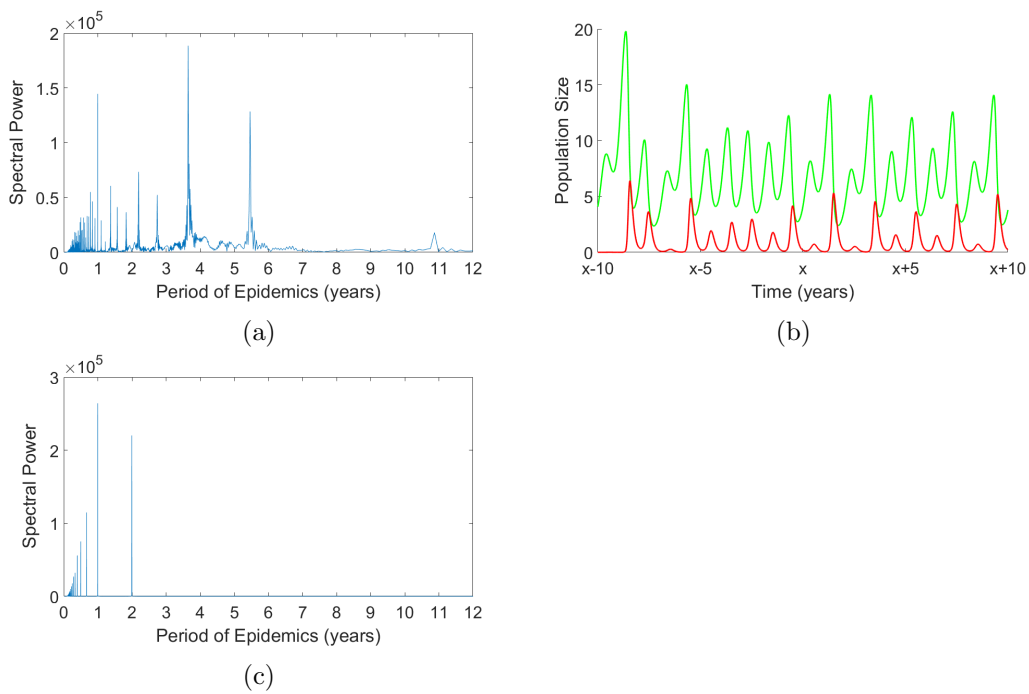 ×10^5
2
1.5
1
0.5
0
Spectral Power
0 1 2 3 4 5 6 7 8 9 10 11 12
Period of Epidemics (years)
(a)
20
15
10
5
0
Population Size
x-10 x-5 x x+5 x+10
Time (years)
(b)
×10^5
3
2
1
0
Spectral Power
0 1 2 3 4 5 6 7 8 9 10 11 12
Period of Epidemics (years)
(c)